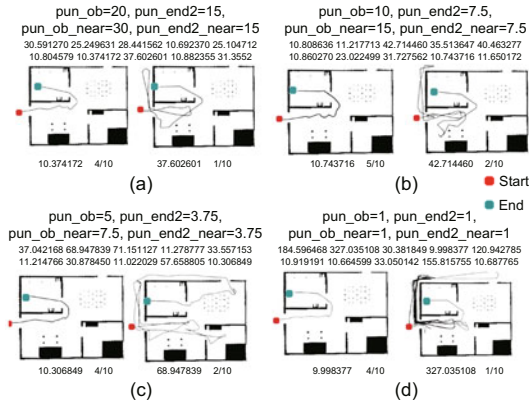 pun_ob=20, pun_end2=15,
pun_ob_near=30, pun_end2_near=15
30.591270 25.249631 28.441562 10.692370 25.104712
10.804579 10.374172 37.602601 10.882355 31.3552
10.374172 4/10
37.602601 1/10
(a)
pun_ob=10, pun_end2=7.5,
pun_ob_near=15, pun_end2_near=7.5
10.808636 11.217713 42.714460 35.513647 40.463277
10.860270 23.022499 31.727562 10.743716 11.650172
10.743716 5/10
42.714460 2/10
(b)
Start
End
pun_ob=5, pun_end2=3.75,
pun_ob_near=7.5, pun_end2_near=3.75
37.042168 68.947839 71.151127 11.278777 33.557153
11.214766 30.878450 11.022029 57.658805 10.306849
10.306849 4/10
68.947839 2/10
(c)
pun_ob=1, pun_end2=1,
pun_ob_near=1, pun_end2_near=1
184.596468 327.035108 30.381849 9.998377 120.942785
10.919191 10.664599 33.050142 155.815755 10.687765
9.998377 4/10
327.035108 1/10
(d)